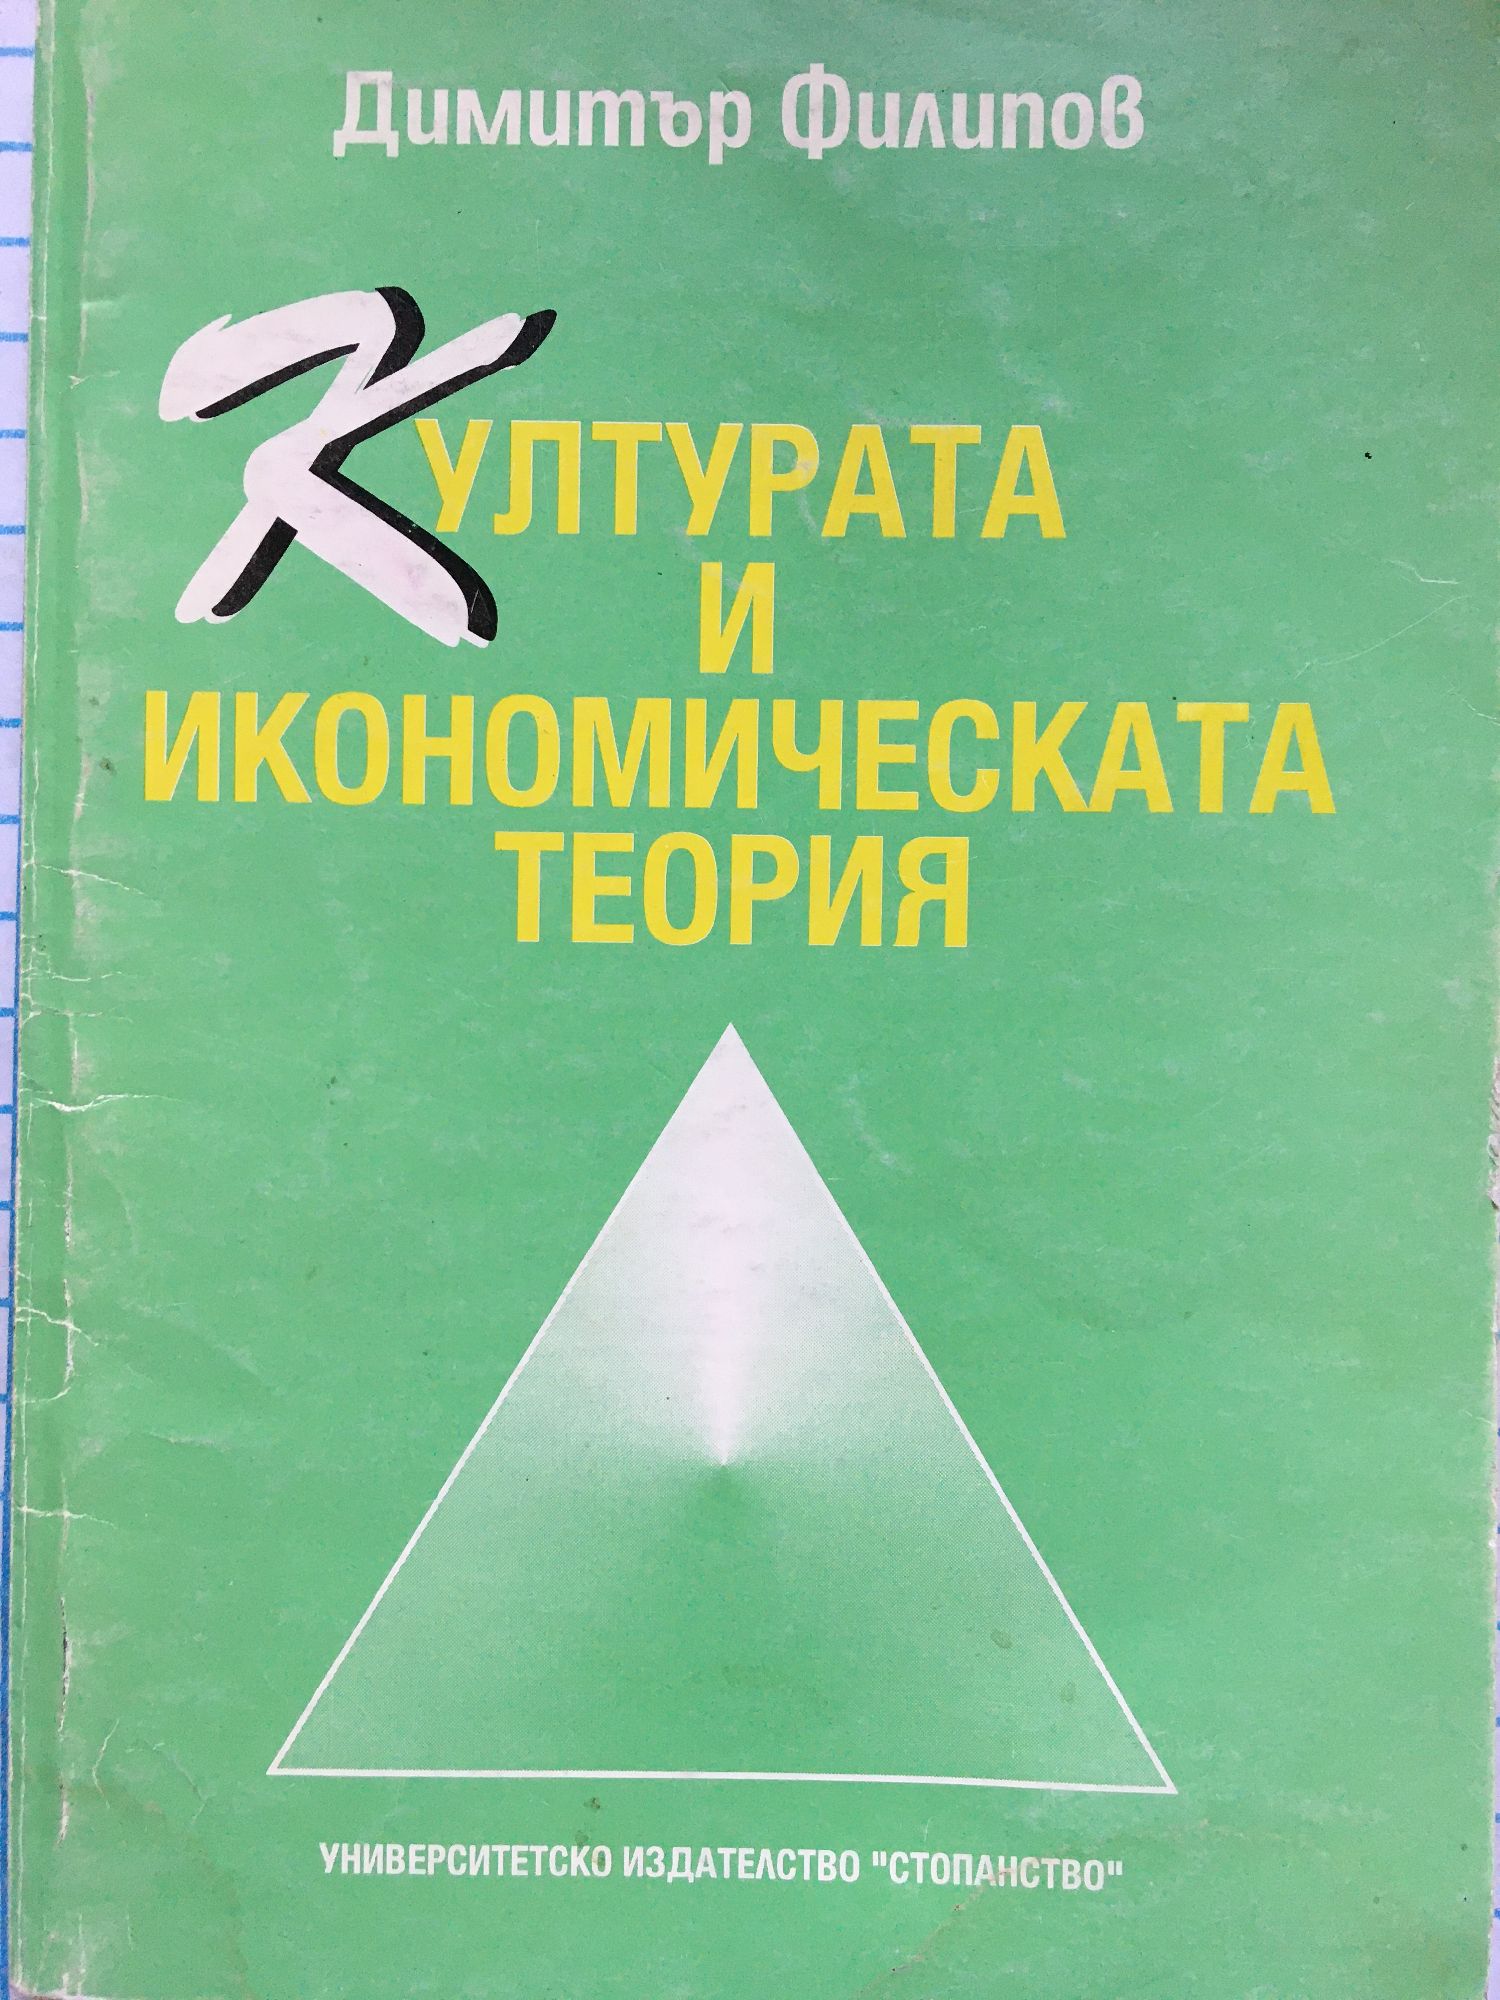 Димитър Филипов
КУЛТУРАТА
И
ИКОНОМИЧЕСКАТА
ТЕОРИЯ
УНИВЕРСИТЕТСКО ИЗДАТЕЛСТВО "СТОПАНСТВО"